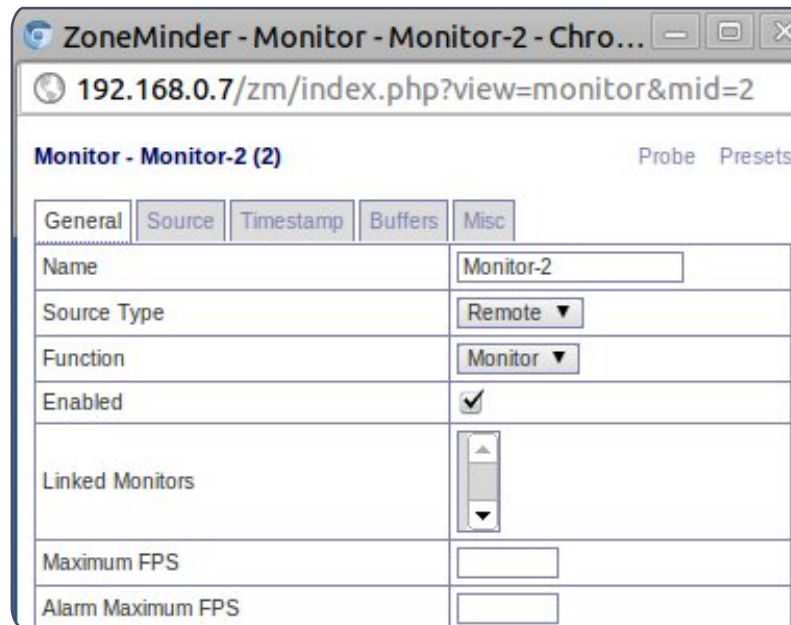 ZoneMinder - Monitor - Monitor-2 - Chro...
192.168.0.7/zm/index.php?view=monitor&mid=2
Monitor - Monitor-2 (2) Probe Presets
General Source Timestamp Buffers Misc
Name Monitor-2
Source Type Remote
Function Monitor
Enabled
Linked Monitors
Maximum FPS
Alarm Maximum FPS